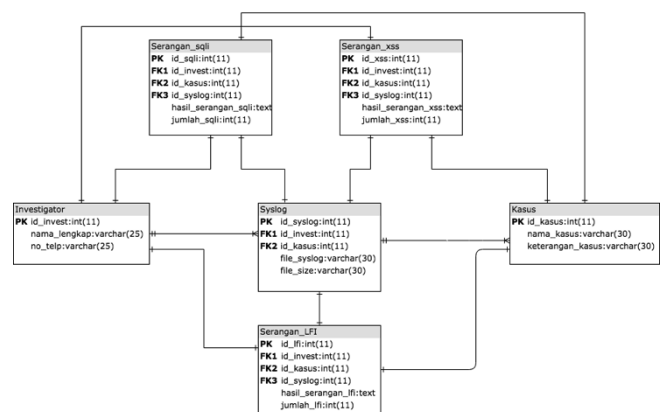 Serangan_sqli
PK id_sqli:int(11)
FK1 id_invest:int(11)
FK2 id_kasus:int(11)
FK3 id_syslog:int(11)
hasil_serangan_sqli:text
jumlah_sqli:int(11)
Serangan_xss
PK id_xss:int(11)
FK1 id_invest:int(11)
FK2 id_kasus:int(11)
FK3 id_syslog:int(11)
hasil_serangan_xss:text
jumlah_xss:int(11)
Investigator
PK id_invest:int(11)
nama_lengkap:varchar(25)
no_telp:varchar(25)
Syslog
PK id_syslog:int(11)
FK1 id_invest:int(11)
FK2 id_kasus:int(11)
file_syslog:varchar(30)
file_size:varchar(30)
Kasus
PK id_kasus:int(11)
nama_kasus:varchar(30)
keterangan_kasus:varchar(30)
Serangan_LFI
PK id_lfi:int(11)
FK1 id_invest:int(11)
FK2 id_kasus:int(11)
FK3 id_syslog:int(11)
hasil_serangan_lfi:text
jumlah_lfi:int(11)